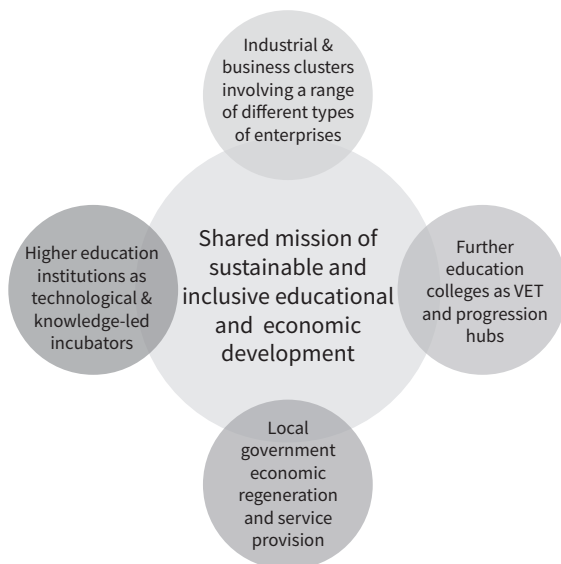 Industrial &
business clusters
involving a range
of different types
of enterprises
Higher education
institutions as
technological &
knowledge-led
incubators
Shared mission of
sustainable and
inclusive educational
and economic
development
Further
education
colleges as VET
and progression
hubs
Local
government
economic
regeneration
and service
provision